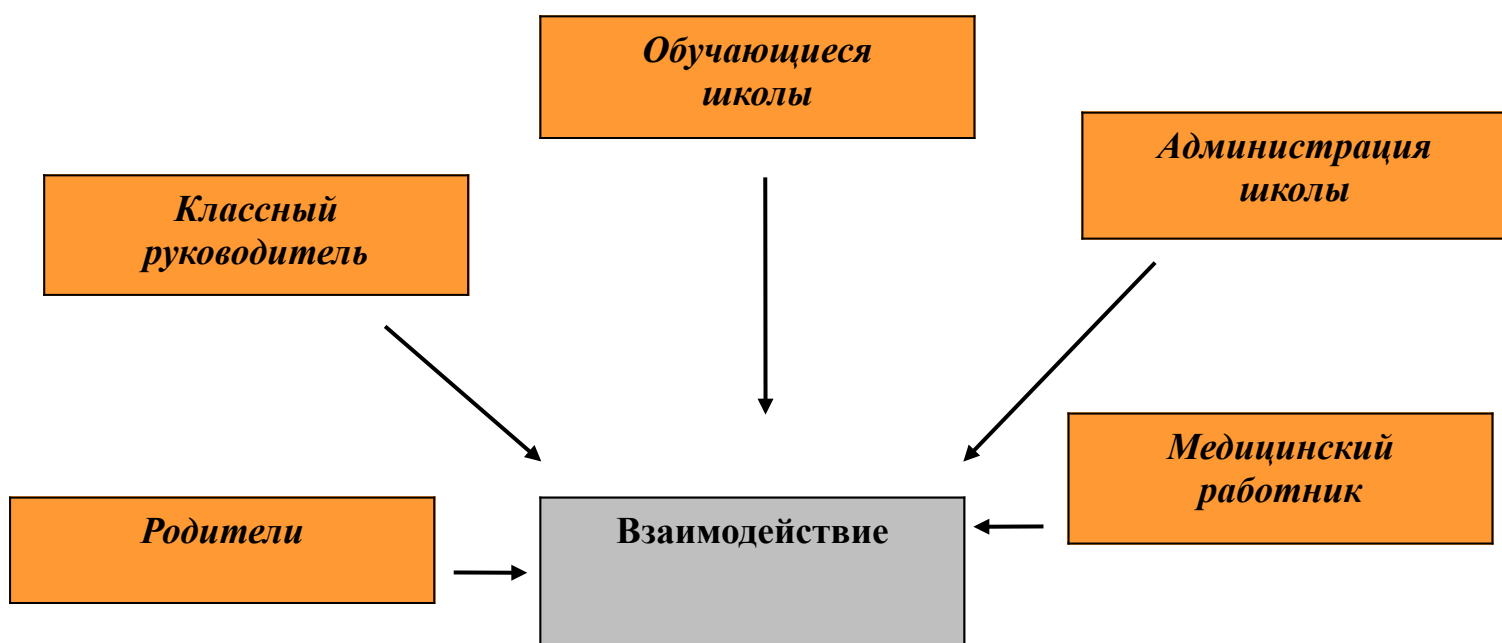 Обучающиеся
школы
Администрация
школы
Классный
руководитель
Медицинский
работник
Родители
Взаимодействие